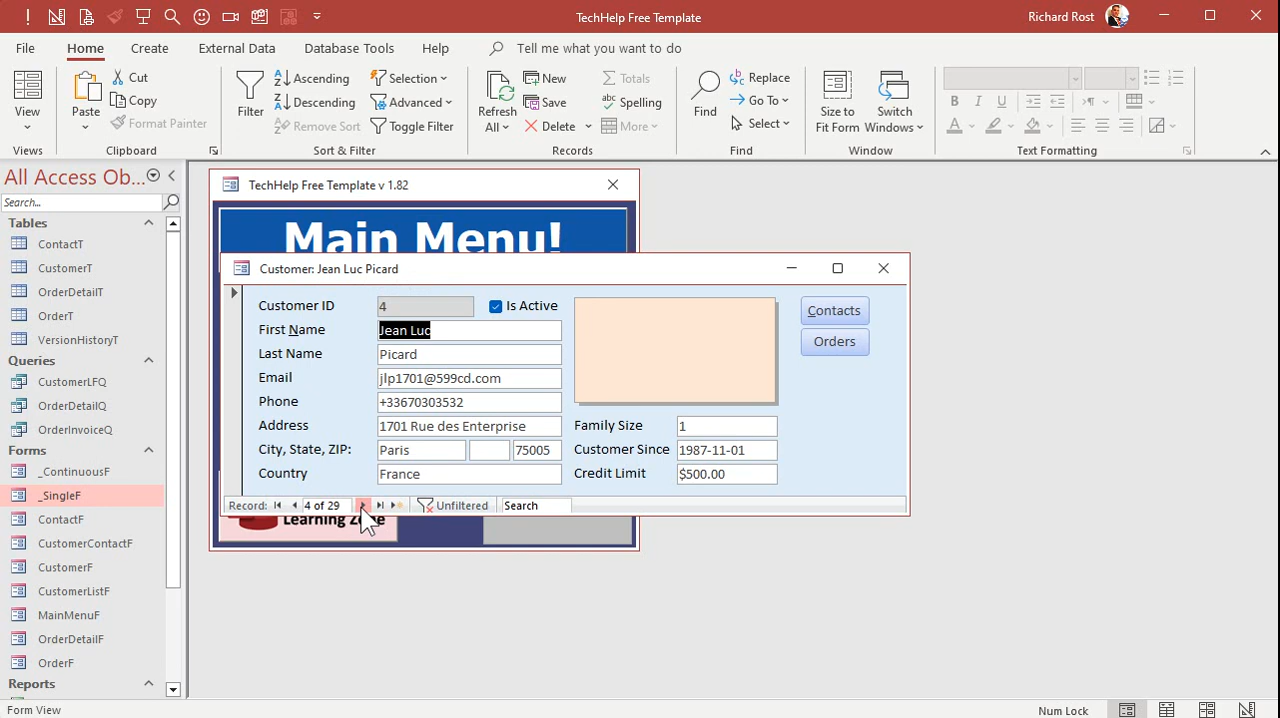 TechHelp Free Template
Richard Rost
File Home Create External Data Database Tools Help Tell me what you want to do
View
Views
Paste
Cut
Copy
Format Painter
Clipboard
Filter
Ascending
Descending
Remove Sort
Selection
Advanced
Toggle Filter
Sort & Filter
Refresh
All
New
Save
Delete
Totals
Spelling
More
Records
Find
Replace
Go To
Select
Find
Size to
Fit Form
Switch
Windows
Window
B I U
A
Text Formatting
All Access Ob...
Search...
Tables
ContactT
CustomerT
OrderDetailT
OrderT
VersionHistoryT
Queries
CustomerLFQ
OrderDetailQ
OrderInvoiceQ
Forms
_ContinuousF
_SingleF
ContactF
CustomerContactF
CustomerF
CustomerListF
MainMenuF
OrderDetailF
OrderF
Reports
TechHelp Free Template v 1.82
Main Menu!
Customer: Jean Luc Picard
Customer ID 4 Is Active
First Name Jean Luc
Last Name Picard
Email jlp1701@599cd.com
Phone +33670303532
Address 1701 Rue des Enterprise
City, State, ZIP: Paris 75005
Country France
Family Size 1
Customer Since 1987-11-01
Credit Limit $500.00
Contacts
Orders
Record: 4 of 29 Unfiltered Search
Learning Zone
Form View
Num Lock